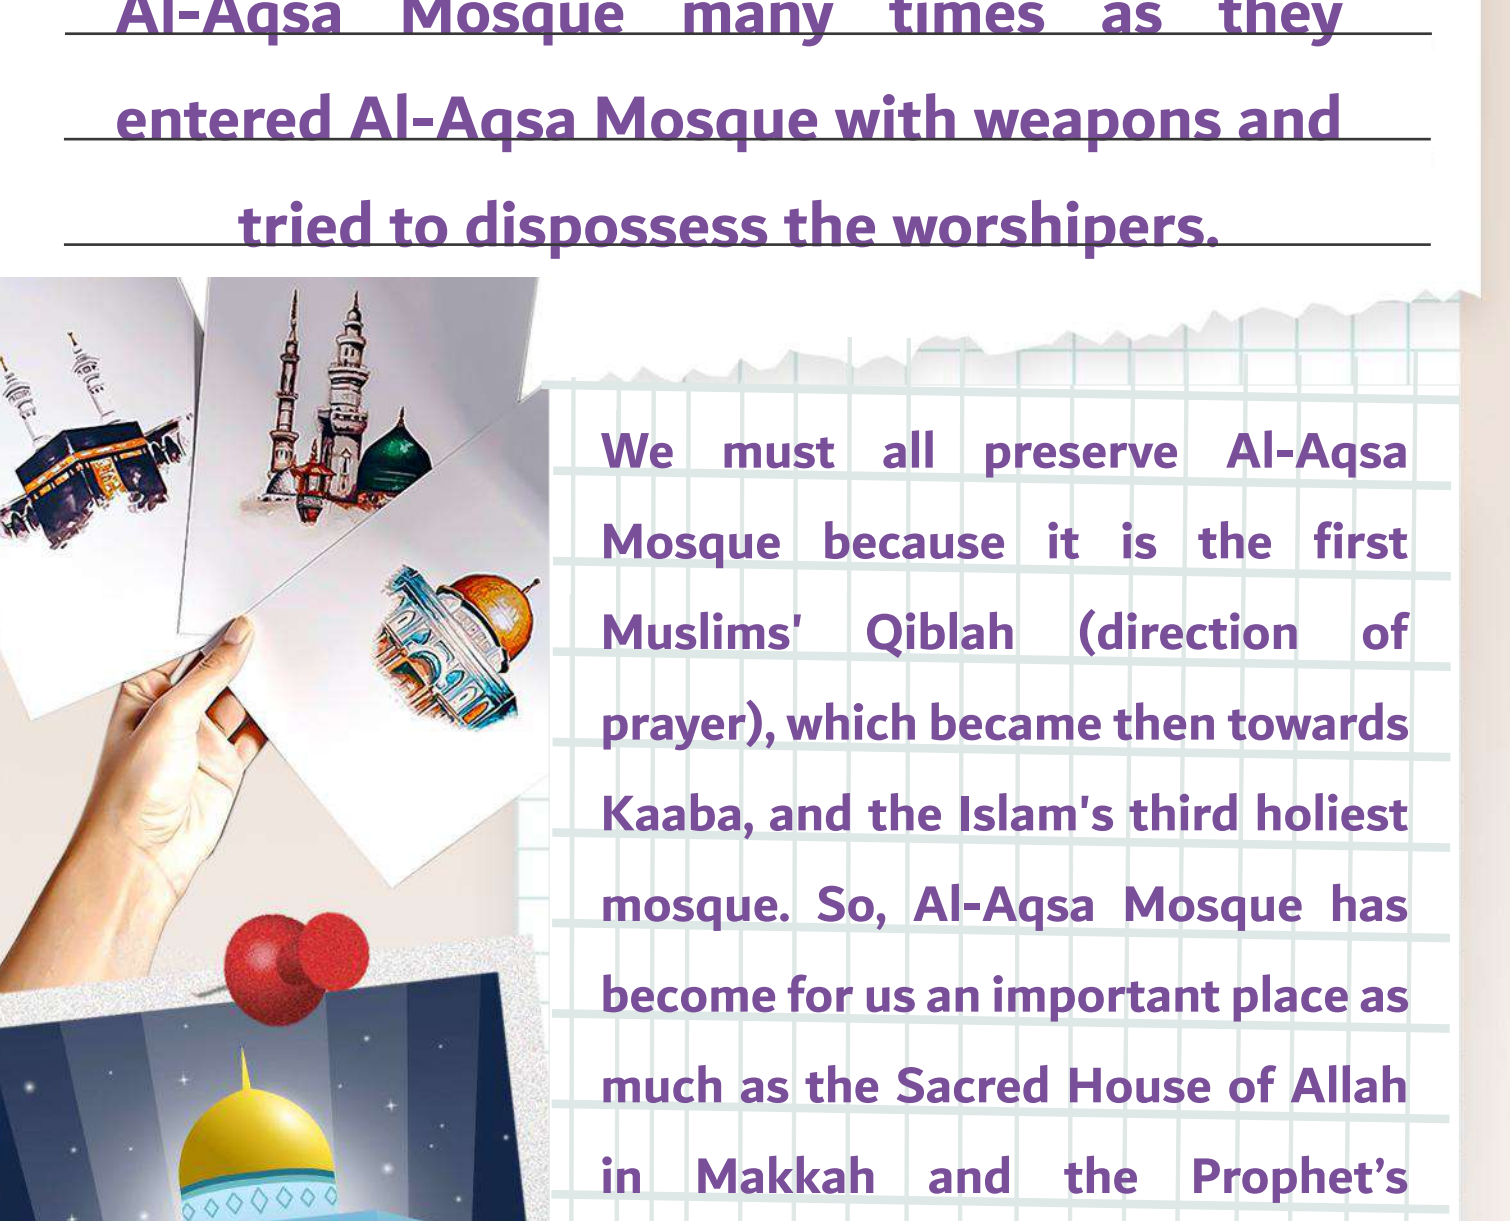 Al-Aqsa Mosque many times as they
entered Al-Aqsa Mosque with weapons and
tried to dispossess the worshipers.
We must all preserve Al-Aqsa
Mosque because it is the first
Muslims' Qiblah (direction of
prayer), which became then towards
Kaaba, and the Islam's third holiest
mosque. So, Al-Aqsa Mosque has
become for us an important place as
much as the Sacred House of Allah
in Makkah and the Prophet’s